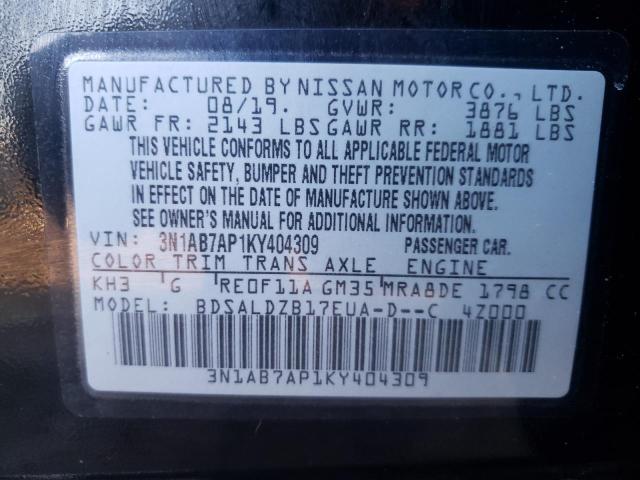 MANUFACTURED BY NISSAN MOTOR CO., LTD.
DATE: 08/19. GVWR: 3876 LBS
GAWR FR: 2143 LBS GAWR RR: 1881 LBS
THIS VEHICLE CONFORMS TO ALL APPLICABLE FEDERAL MOTOR
VEHICLE SAFETY, BUMPER AND THEFT PREVENTION STANDARDS
IN EFFECT ON THE DATE OF MANUFACTURE SHOWN ABOVE.
SEE OWNER'S MANUAL FOR ADDITIONAL INFORMATION.
VIN: 3N1AB7AP1KY404309 PASSENGER CAR.
COLOR TRIM TRANS AXLE ENGINE
KH3 G RE0F11A GM35 MRA8DE 1798 CC
MODEL: BDSALDZB17EUA-D--C 4Z000
3N1AB7AP1KY404309